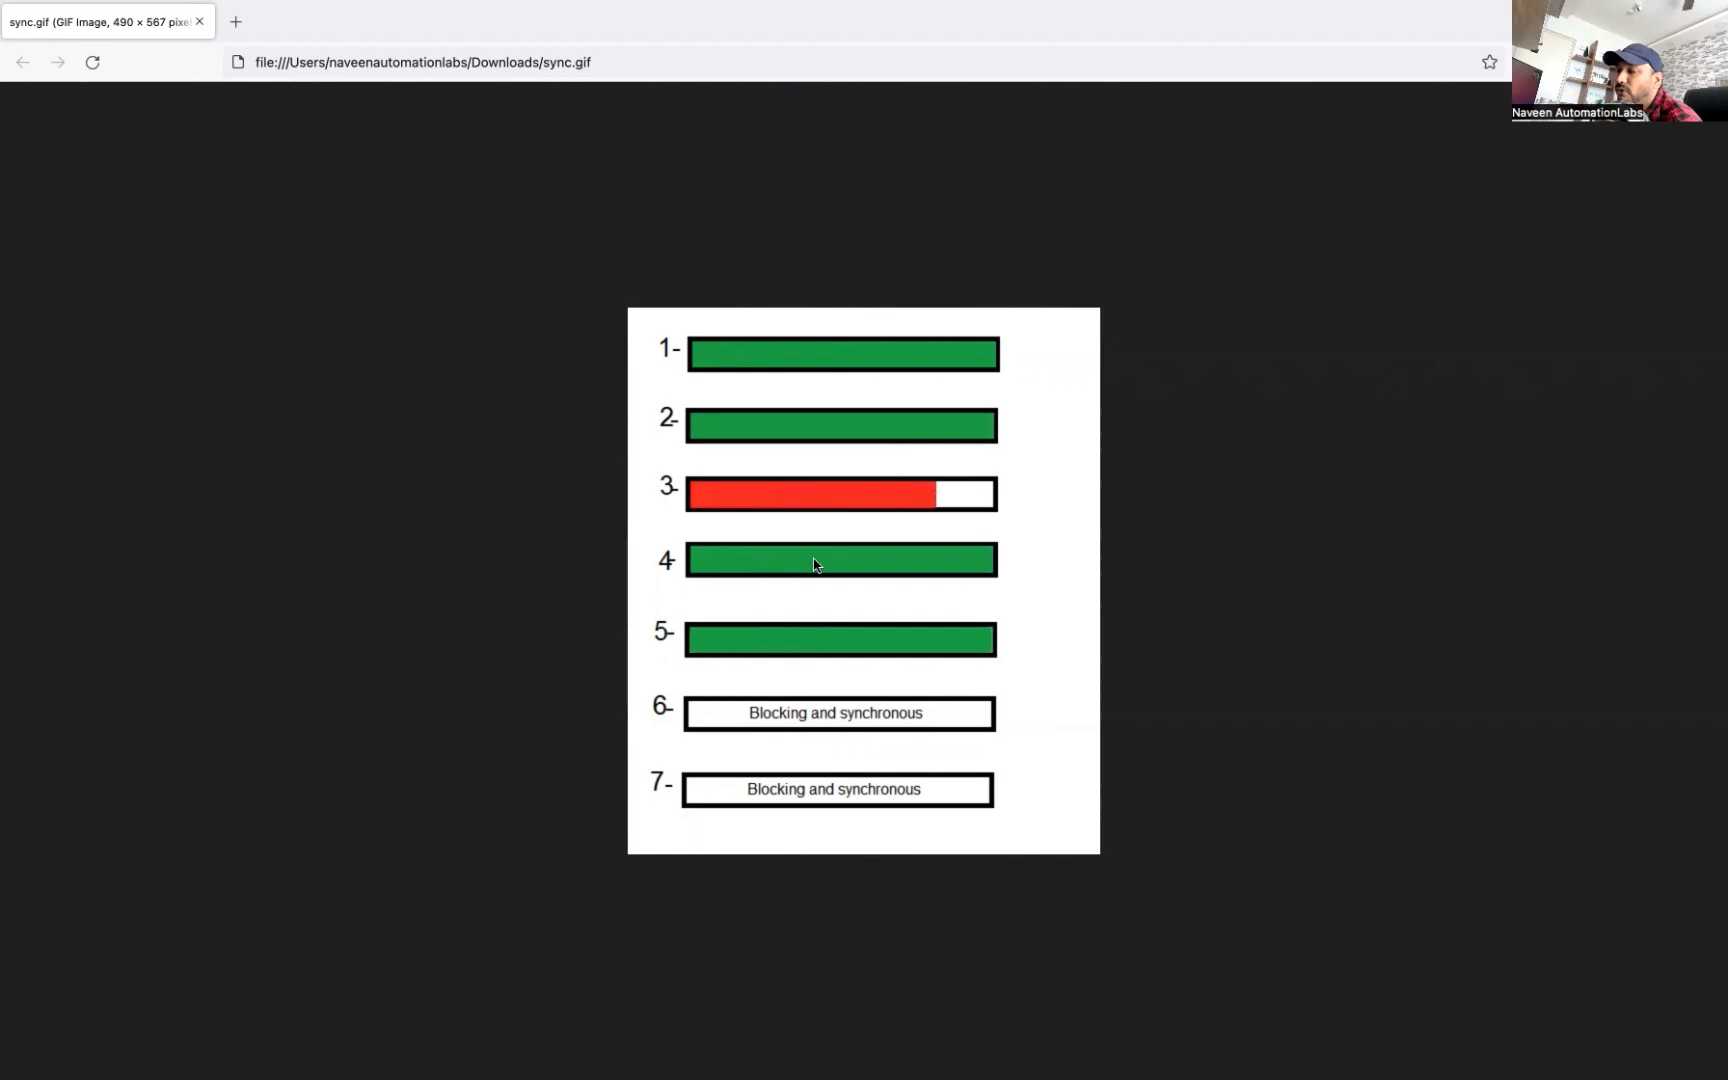 sync.gif (GIF Image, 490 × 567 pixe
file:///Users/naveenautomationlabs/Downloads/sync.gif
Naveen AutomationLabs
1-
2-
3-
4-
5-
6- Blocking and synchronous
7- Blocking and synchronous